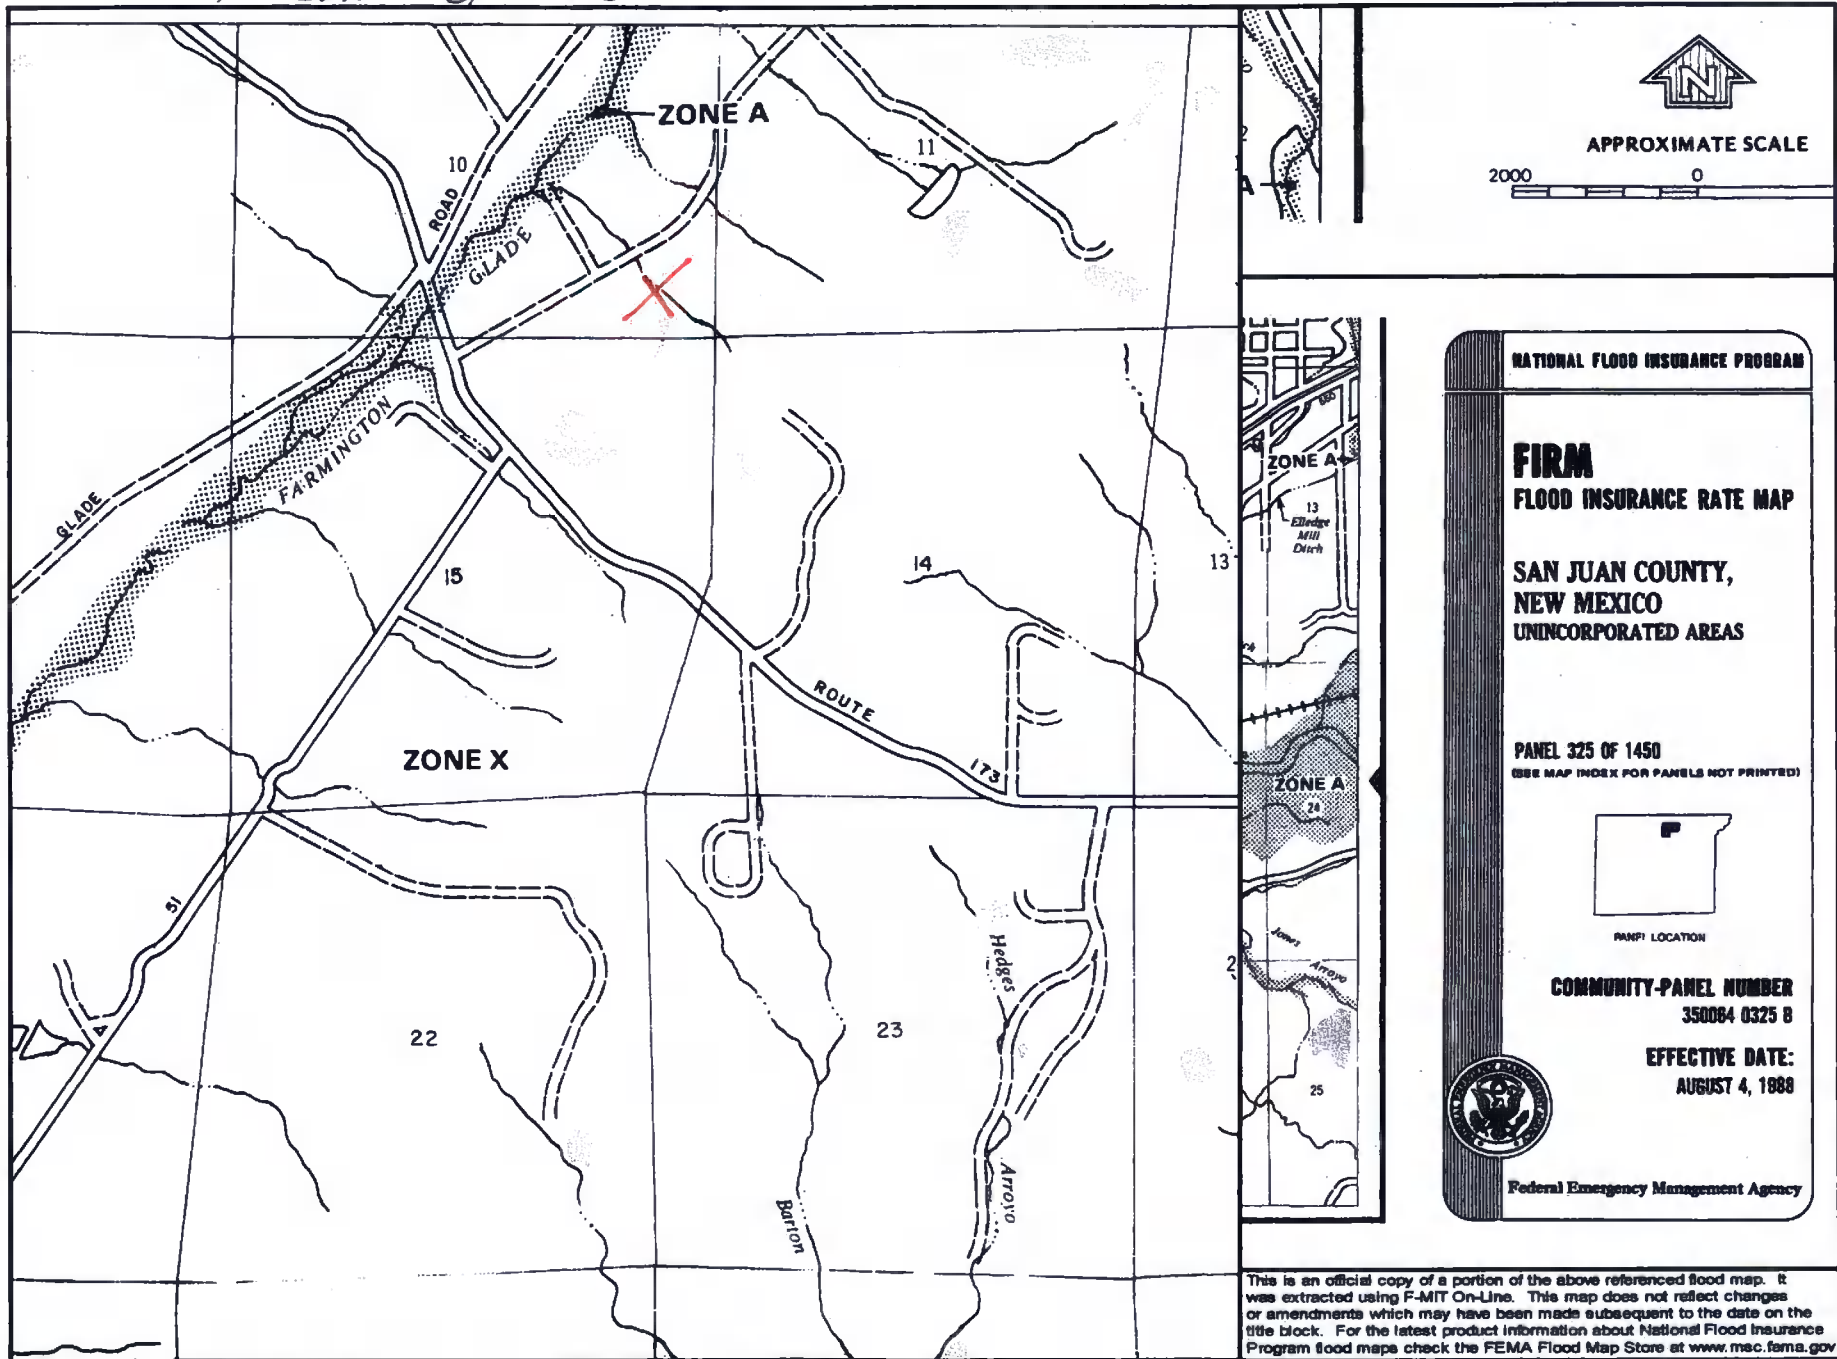 ZONE A
10
11
ROAD
GLADE
FARMINGTON
GLADE
15
14
13
ROUTE
173
ZONE X
51
22
23
Hedges
Arroyo
Barton
2
A
N
APPROXIMATE SCALE
2000 0
ZONE A
13
Elledge
Mill
Ditch
ZONE A
24
Jones
Arroyo
25
NATIONAL FLOOD INSURANCE PROGRAM
FIRM
FLOOD INSURANCE RATE MAP
SAN JUAN COUNTY,
NEW MEXICO
UNINCORPORATED AREAS
PANEL 325 OF 1450
(SEE MAP INDEX FOR PANELS NOT PRINTED)
PANEL LOCATION
COMMUNITY-PANEL NUMBER
350064 0325 B
EFFECTIVE DATE:
AUGUST 4, 1988
Federal Emergency Management Agency
This is an official copy of a portion of the above referenced flood map. It
was extracted using F-MIT On-Line. This map does not reflect changes
or amendments which may have been made subsequent to the date on the
title block. For the latest product information about National Flood Insurance
Program flood maps check the FEMA Flood Map Store at www.msc.fema.gov